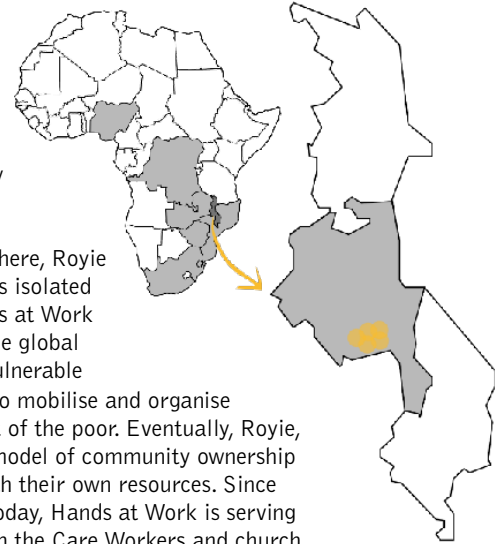 here, Royie
s isolated
s at Work
e global
ulnerable
o mobilise and organise
of the poor. Eventually, Royie,
model of community ownership
h their own resources. Since
oday, Hands at Work is serving
n the Care Workers and church